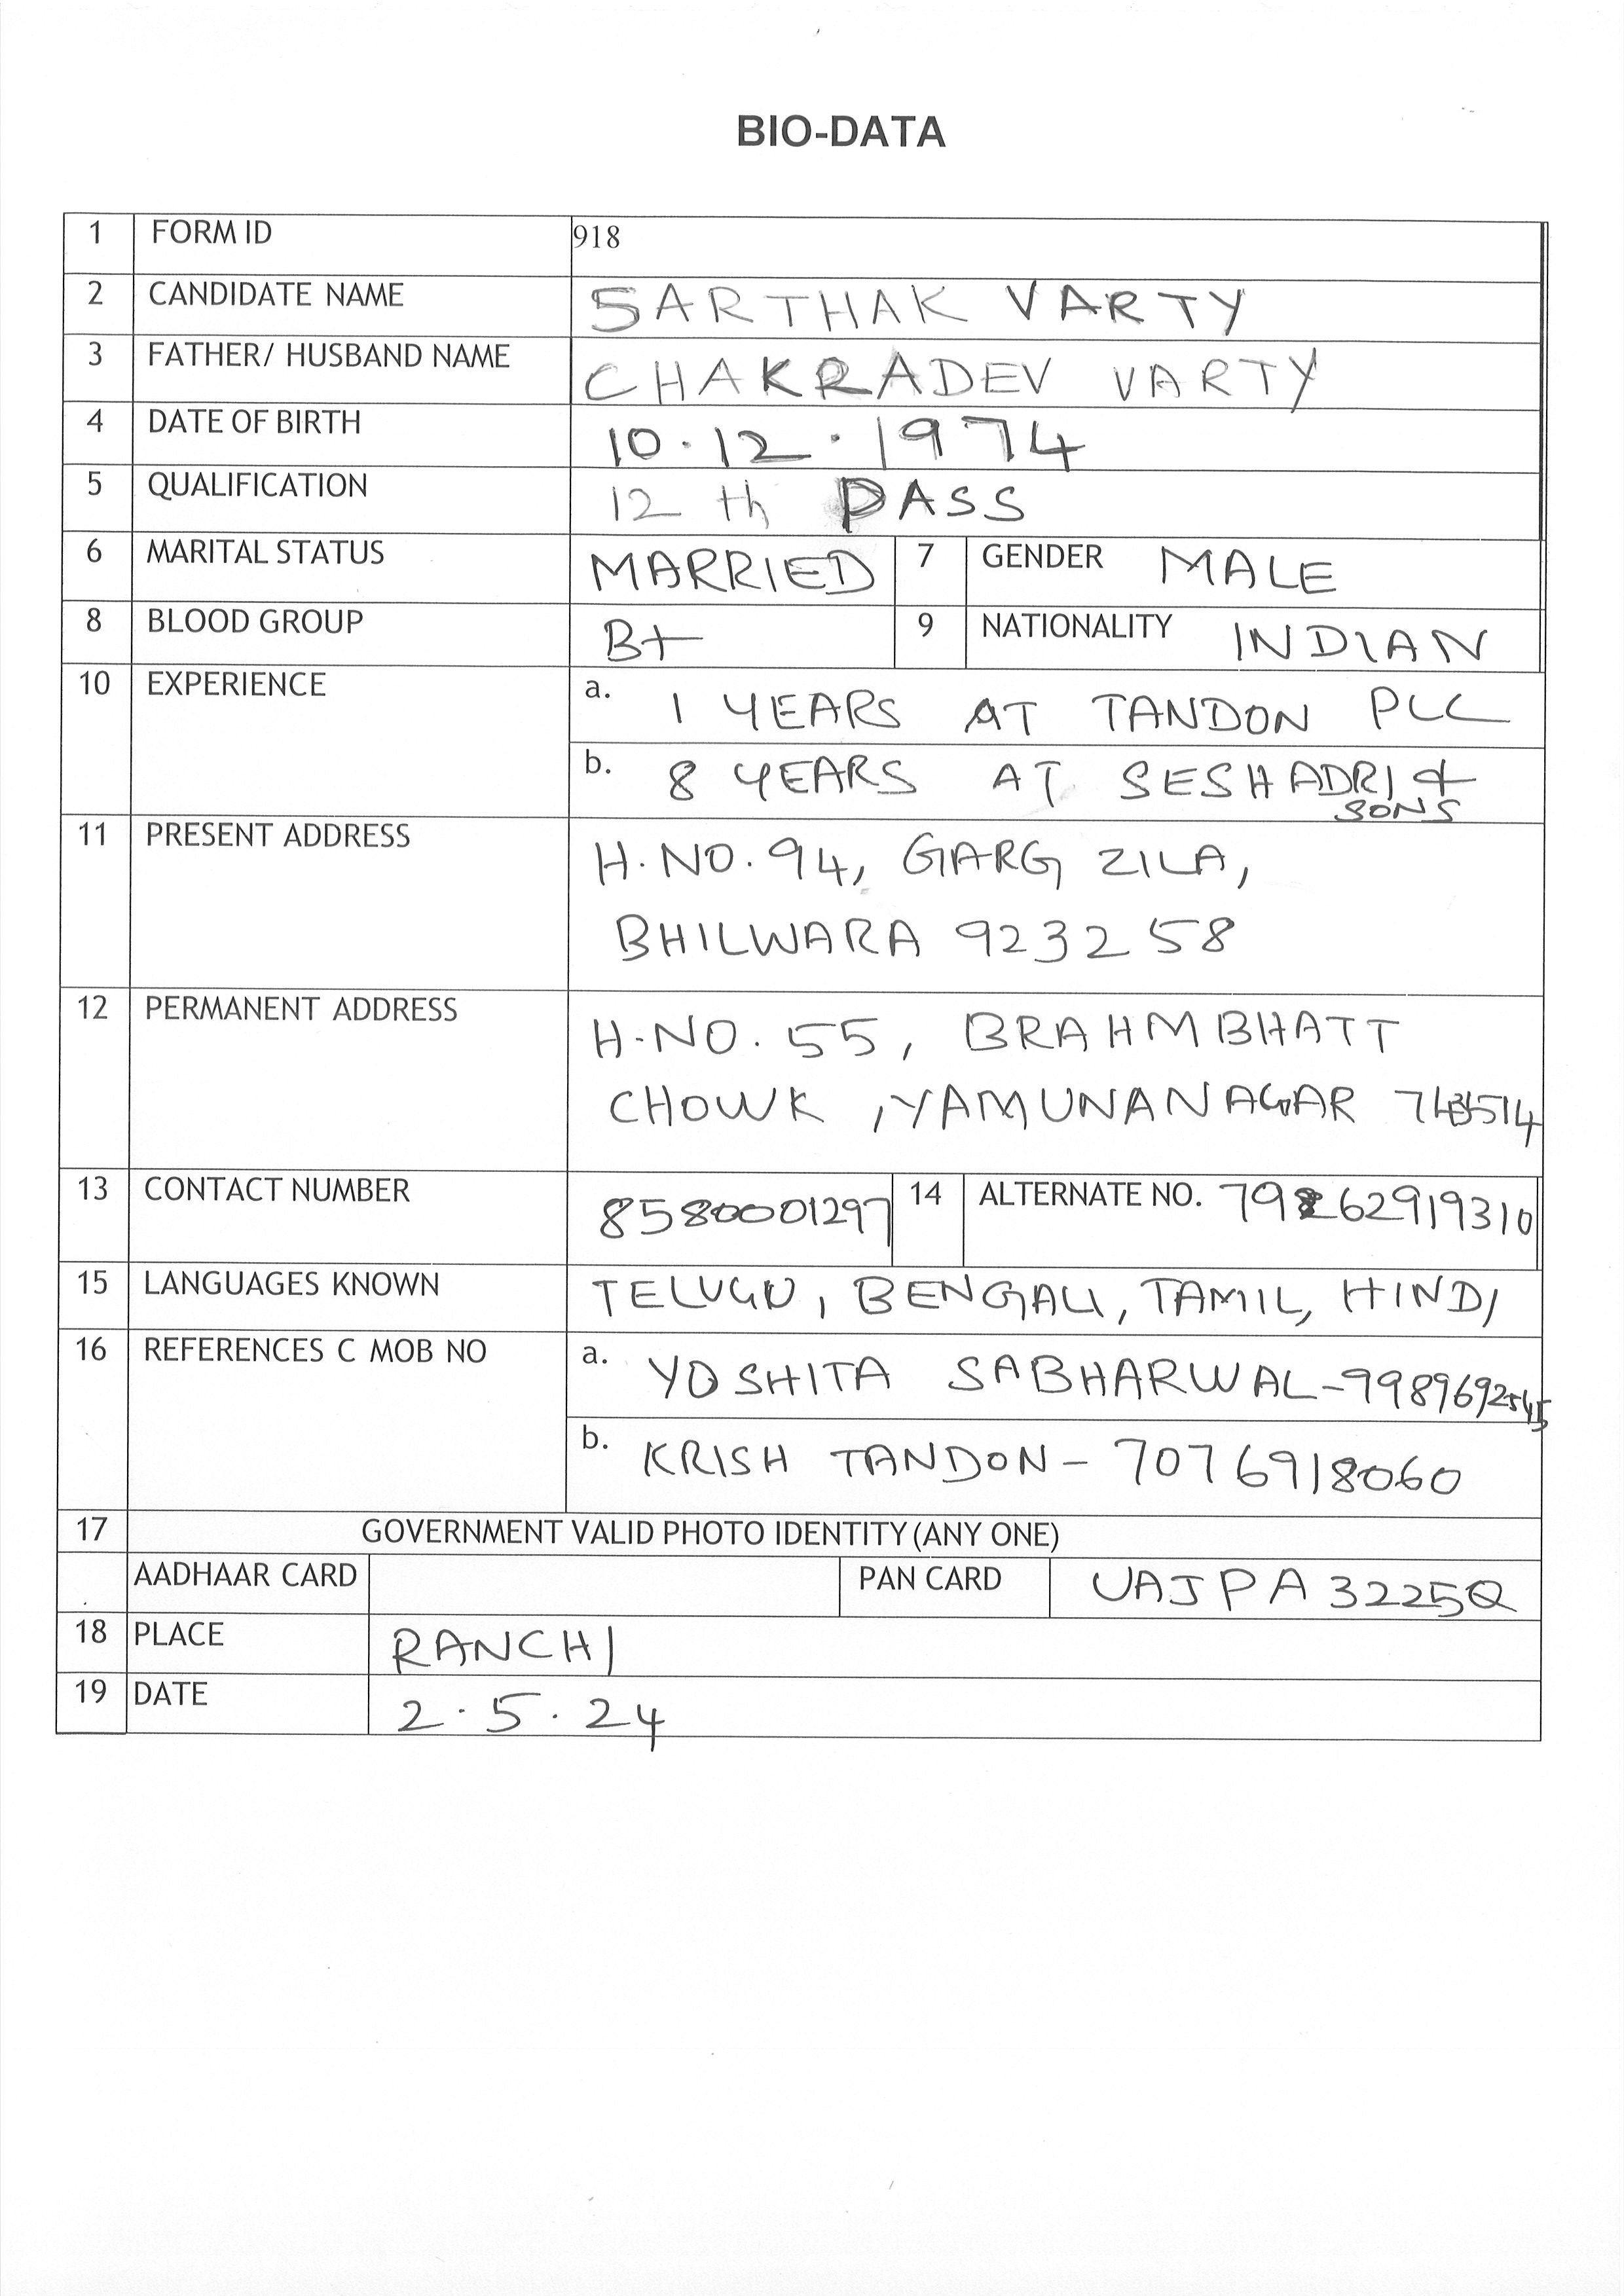 BIO-DATA
1 FORM ID 918
2 CANDIDATE NAME SARTHAK VARTY
3 FATHER/ HUSBAND NAME CHAKRADEV VARTY
4 DATE OF BIRTH 10.12.1974
5 QUALIFICATION 12 th PASS
6 MARITAL STATUS MARRIED 7 GENDER MALE
8 BLOOD GROUP B+ 9 NATIONALITY INDIAN
10 EXPERIENCE a. 1 YEARS AT TANDON PLC
b. 8 YEARS AT SESHADRI &
SONS
11 PRESENT ADDRESS H.NO.94, GARG ZILA,
BHILWARA 923258
12 PERMANENT ADDRESS H.NO. 55, BRAHMBHATT
CHOWK, YAMUNANAGAR
13 CONTACT NUMBER 8580001297 14 ALTERNATE NO.
15 LANGUAGES KNOWN TELUGU, BENGALI, TAMIL, HINDI
16 REFERENCES C MOB NO a. YOSHITA SABHARWAL-9989692545
b. KRISH TANDON- 7076918060
17 GOVERNMENT VALID PHOTO IDENTITY (ANY ONE)
AADHAAR CARD PAN CARD UAJPA3225Q
18 PLACE RANCHI
19 DATE 2.5.24